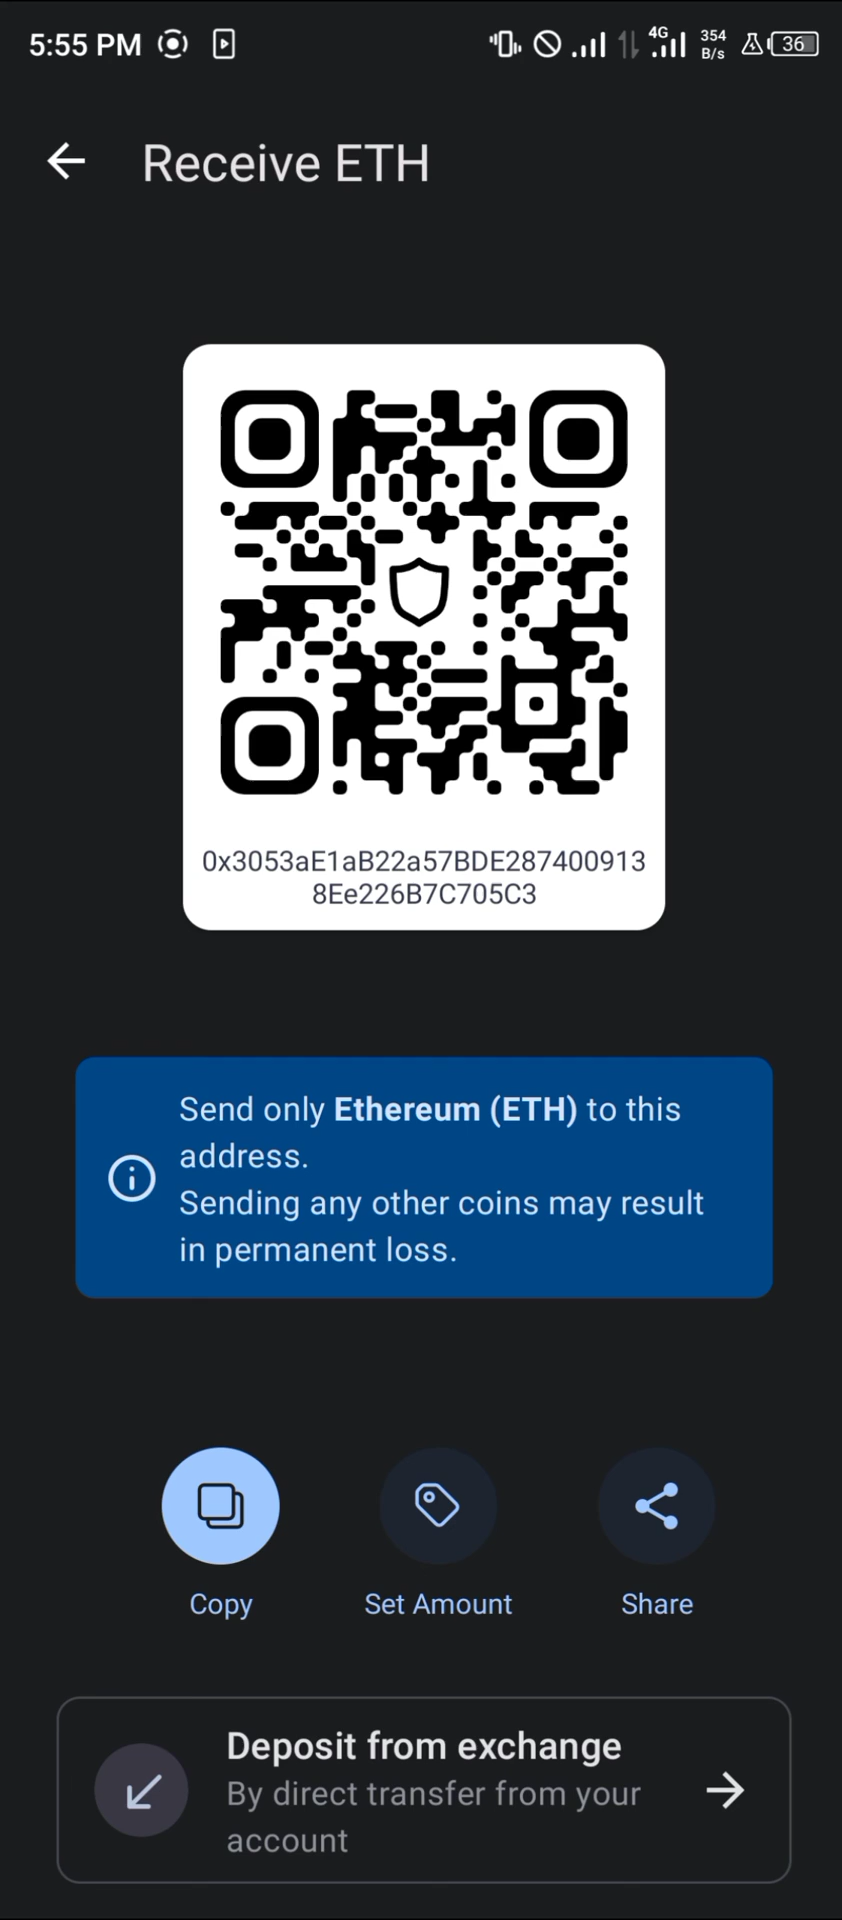 5:55 PM 4G 354 B/s 36
Receive ETH
0x3053aE1aB22a57BDE287400913
8Ee226B7C705C3
Send only Ethereum (ETH) to this
address.
Sending any other coins may result
in permanent loss.
Copy Set Amount Share
Deposit from exchange
By direct transfer from your
account